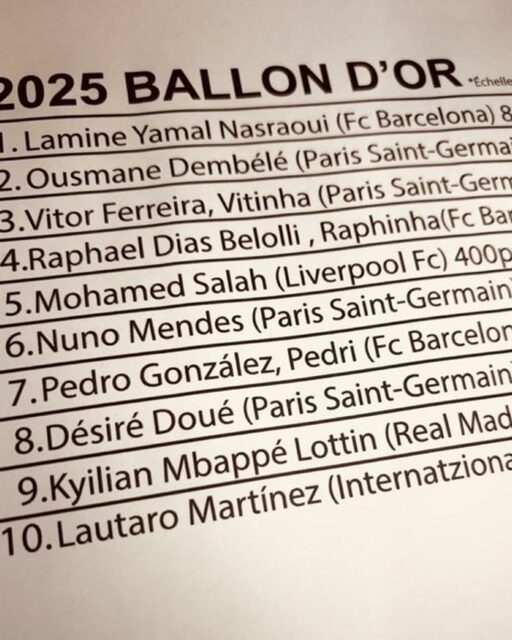 2025 BALLON D'OR *Échelle
1. Lamine Yamal Nasraoui (Fc Barcelona) 8
2. Ousmane Dembélé (Paris Saint-Germai
3.Vitor Ferreira, Vitinha (Paris Saint-Germ
4.Raphael Dias Belolli , Raphinha(Fc Bar
5.Mohamed Salah (Liverpool Fc) 400p
6.Nuno Mendes (Paris Saint-Germain)
7.Pedro González, Pedri (Fc Barcelon
8.Désiré Doué (Paris Saint-Germain)
9.Kyilian Mbappé Lottin (Real Mad
10.Lautaro Martínez (Internatziona